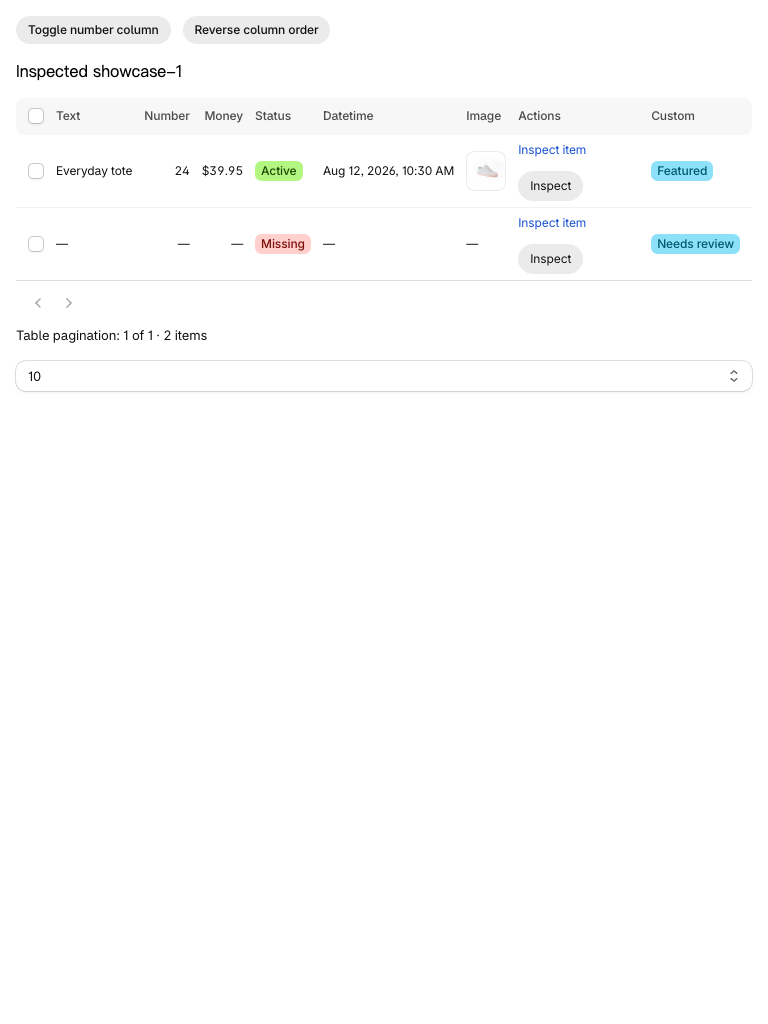 Toggle number column Reverse column order
Inspected showcase-1
Text Number Money Status Datetime Image Actions Custom
Everyday tote 24 $39.95 Active Aug 12, 2026, 10:30 AM Inspect item Featured
Inspect
— — — Missing — — Inspect item Needs review
Inspect
Table pagination: 1 of 1 · 2 items
10